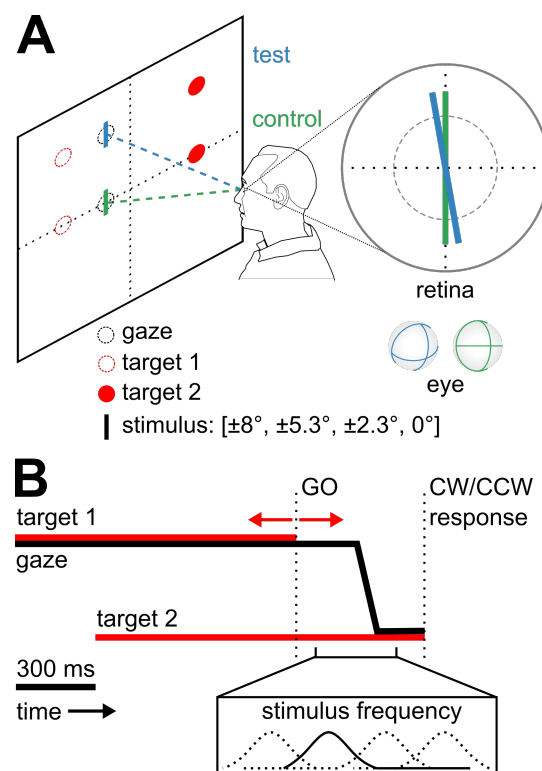 A
test
control
retina
eye
gaze
target 1
target 2
stimulus: [±8°, ±5.3°, ±2.3°, 0°]
B
GO
CW/CCW
response
target 1
gaze
target 2
300 ms
time
stimulus frequency